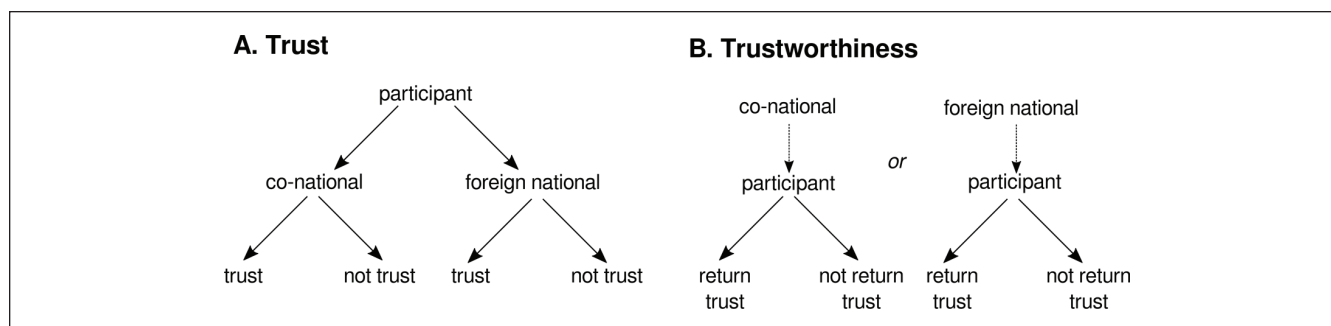 A. Trust
participant
co-national
foreign national
trust
not trust
trust
not trust
B. Trustworthiness
co-national
foreign national
or
participant
participant
return
trust
not return
trust
return
trust
not return
trust